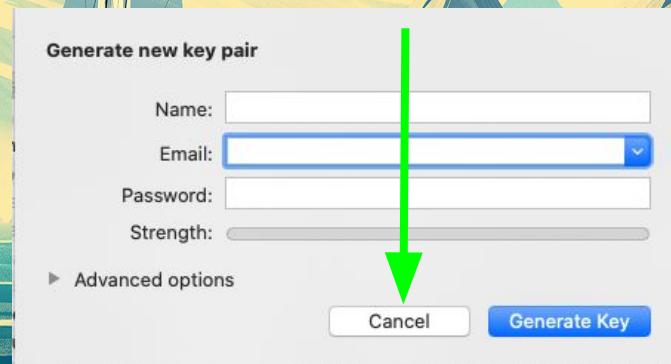 Generate new key pair
Name:
Email:
Password:
Strength:
Advanced options
Cancel Generate Key